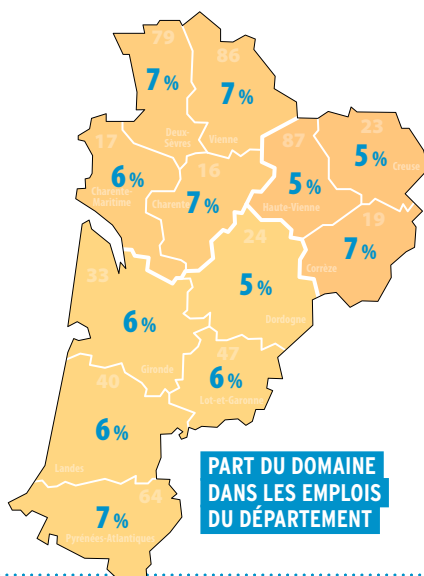 79
7 %
Deux-
Sèvres
86
7 %
Vienne
17
6 %
Charente-
Maritime
16
7 %
Charente
87
5 %
Haute-Vienne
23
5 %
Creuse
19
7 %
Corrèze
24
5 %
Dordogne
33
6 %
Gironde
47
6 %
Lot-et-Garonne
40
6 %
Landes
64
7 %
Pyrénées-Atlantiques
PART DU DOMAINE
DANS LES EMPLOIS
DU DÉPARTEMENT